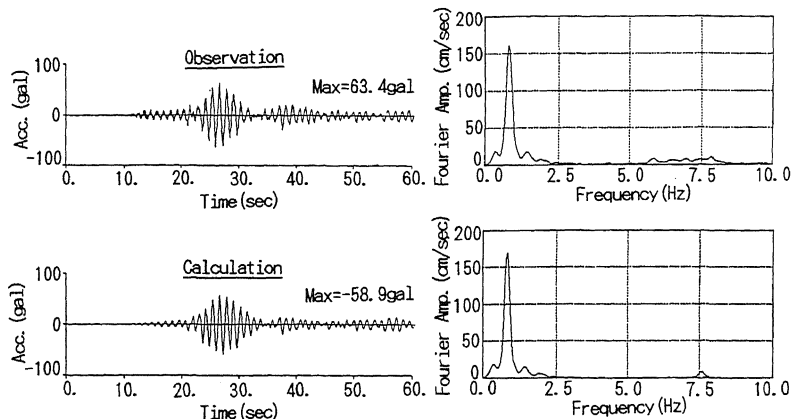 Observation
Max=63.4gal
Acc.(gal)
100
0
-100
0. 10. 20. 30. 40. 50. 60.
Time(sec)
Fourier Amp.(cm/sec)
200
150
100
50
0
0.0 2.5 5.0 7.5 10.0
Frequency(Hz)
Calculation
Max=-58.9gal
Acc.(gal)
100
0
-100
0. 10. 20. 30. 40. 50. 60.
Time(sec)
Fourier Amp.(cm/sec)
200
150
100
50
0
0.0 2.5 5.0 7.5 10.0
Frequency(Hz)